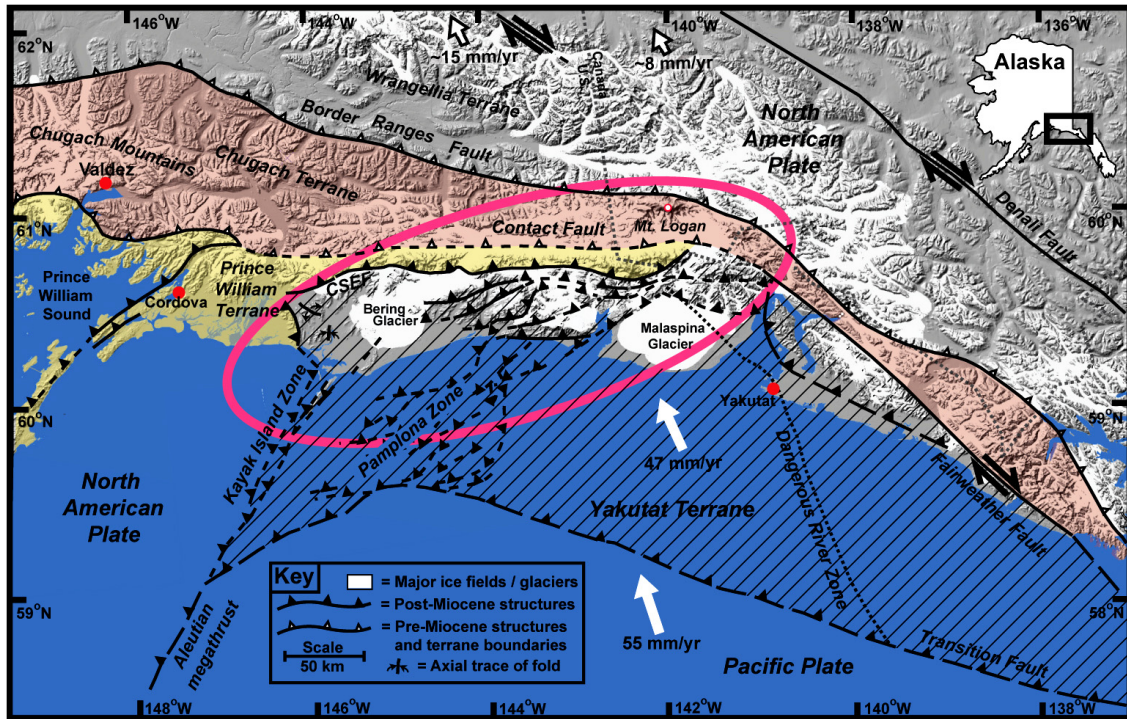 146°W
144°W
140°W
136°W
62°N
~15 mm/yr
~8 mm/yr
Canada
U.S.
Alaska
Wrangellia Terrane
North
American
Plate
Border Ranges
Fault
Chugach Mountains
Chugach Terrane
Valdez
Denali Fault
60°N
61°N
Contact Fault
Mt. Logan
Prince
William
Sound
Cordova
Prince
William
Terrane
CSEF
Bering
Glacier
Malaspina
Glacier
Yakutat
59°N
60°N
Kayak Island Zone
Pamplona Zone
47 mm/yr
Dangerous River Zone
Fairweather Fault
North
American
Plate
Yakutat Terrane
Key
= Major ice fields / glaciers
= Post-Miocene structures
= Pre-Miocene structures
and terrane boundaries
Scale
50 km
= Axial trace of fold
59°N
58°N
Aleutian
megathrust
55 mm/yr
Pacific Plate
Transition Fault
148°W
146°W
144°W
142°W
140°W
138°W